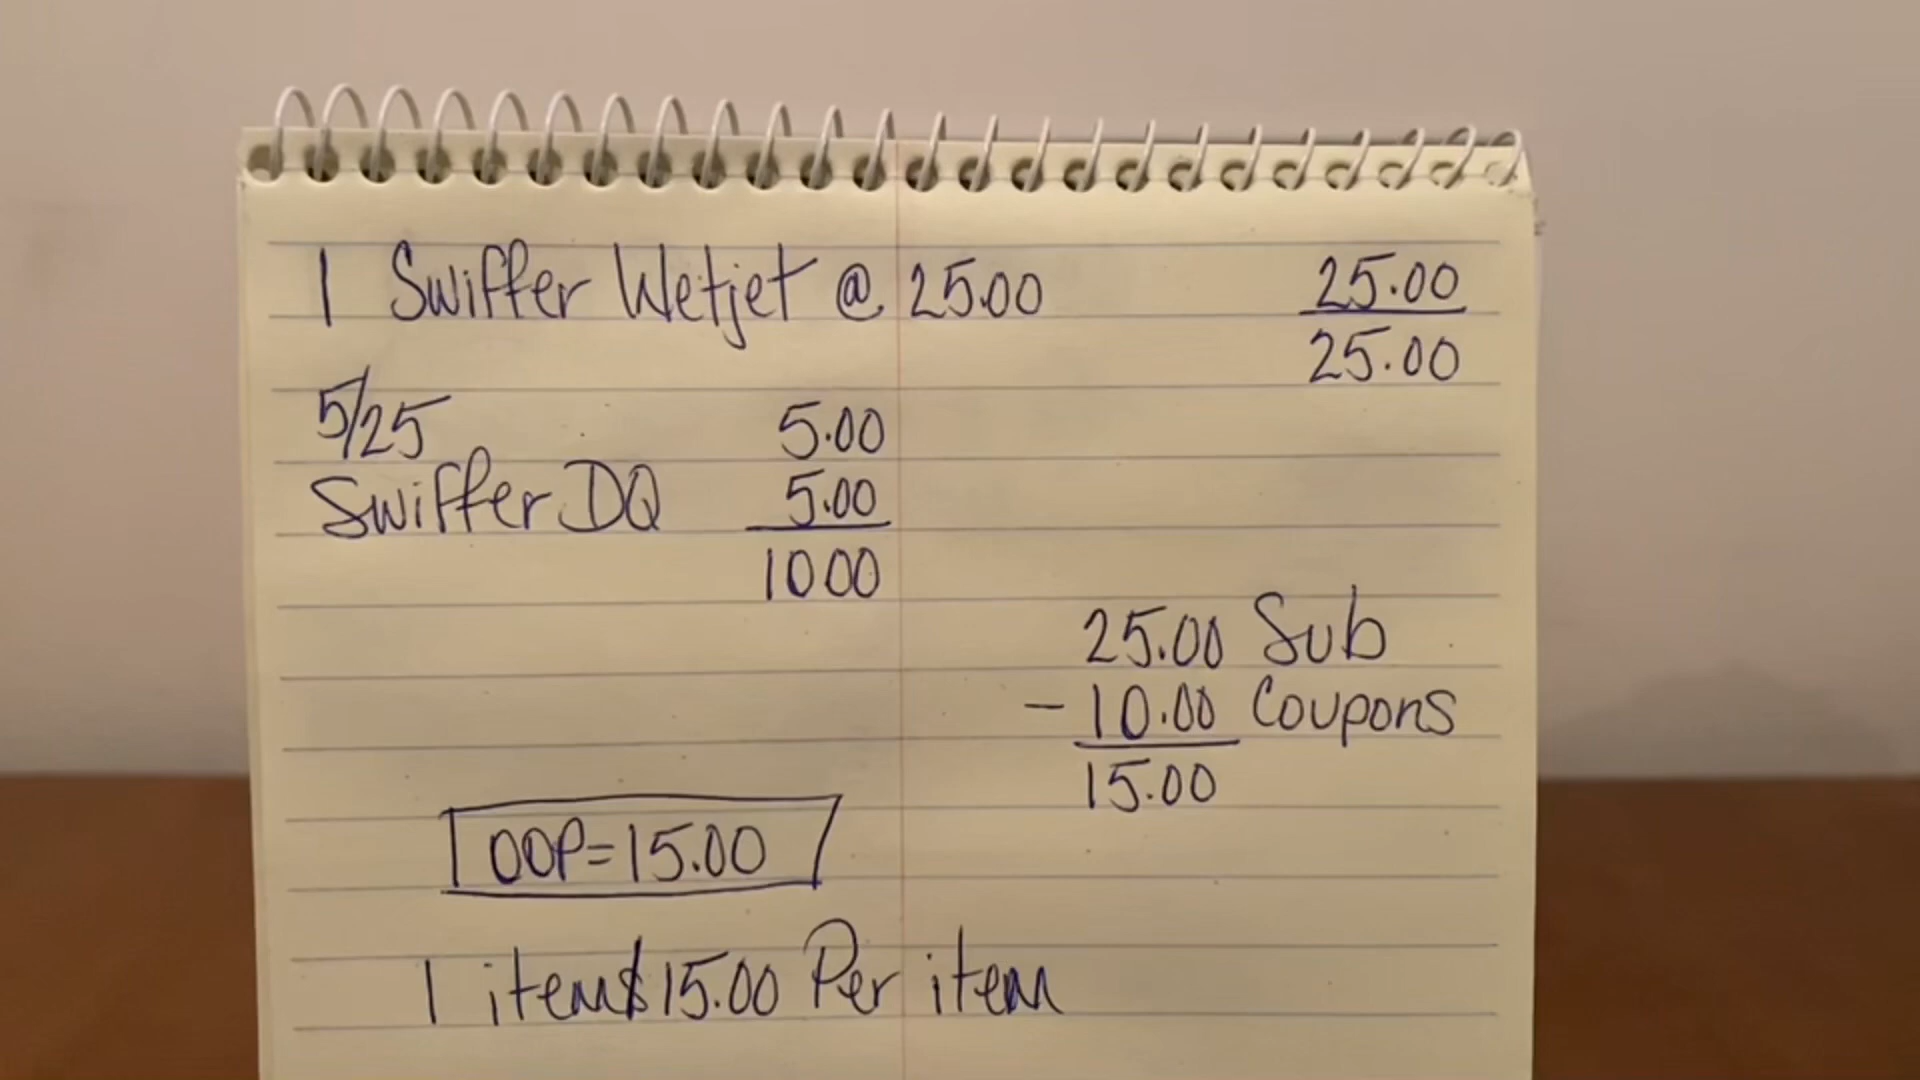 1 Swiffer Wetjet @ 25.00 25.00
25.00
5/25 5.00
Swiffer DQ 5.00
10 00
25.00 Sub
- 10.00 Coupons
15.00
OOP=15.00
1 item $15.00 Per item